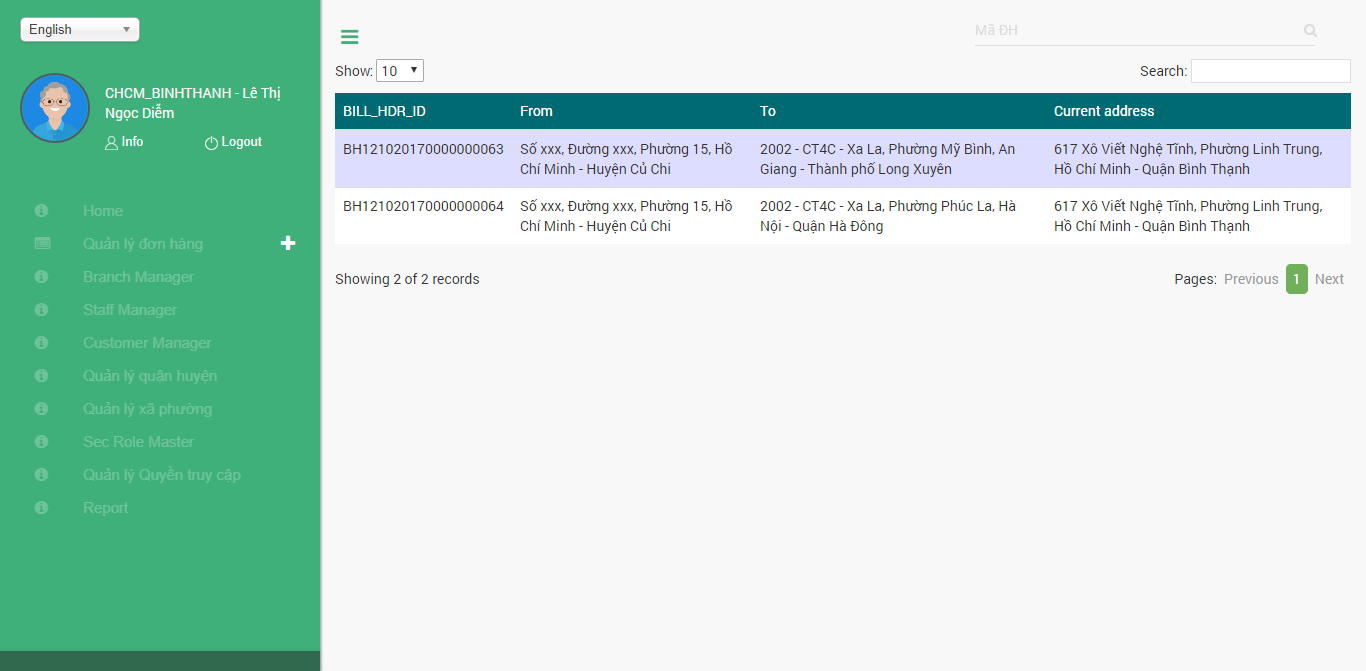 English
CHCM_BINHTHANH - Lê Thị
Ngọc Diễm
Info Logout
Home
Quản lý đơn hàng
Branch Manager
Staff Manager
Customer Manager
Quản lý quận huyện
Quản lý xã phường
Sec Role Master
Quản lý Quyền truy cập
Report
Mã ĐH
Show: 10 Search:
BILL_HDR_ID From To Current address
BH121020170000000063 Số xxx, Đường xxx, Phường 15, Hồ 2002 - CT4C - Xa La, Phường Mỹ Bình, An 617 Xô Viết Nghệ Tĩnh, Phường Linh Trung,
Chí Minh - Huyện Củ Chi Giang - Thành phố Long Xuyên Hồ Chí Minh - Quận Bình Thạnh
BH121020170000000064 Số xxx, Đường xxx, Phường 15, Hồ 2002 - CT4C - Xa La, Phường Phúc La, Hà 617 Xô Viết Nghệ Tĩnh, Phường Linh Trung,
Chí Minh - Huyện Củ Chi Nội - Quận Hà Đông Hồ Chí Minh - Quận Bình Thạnh
Showing 2 of 2 records Pages: Previous 1 Next